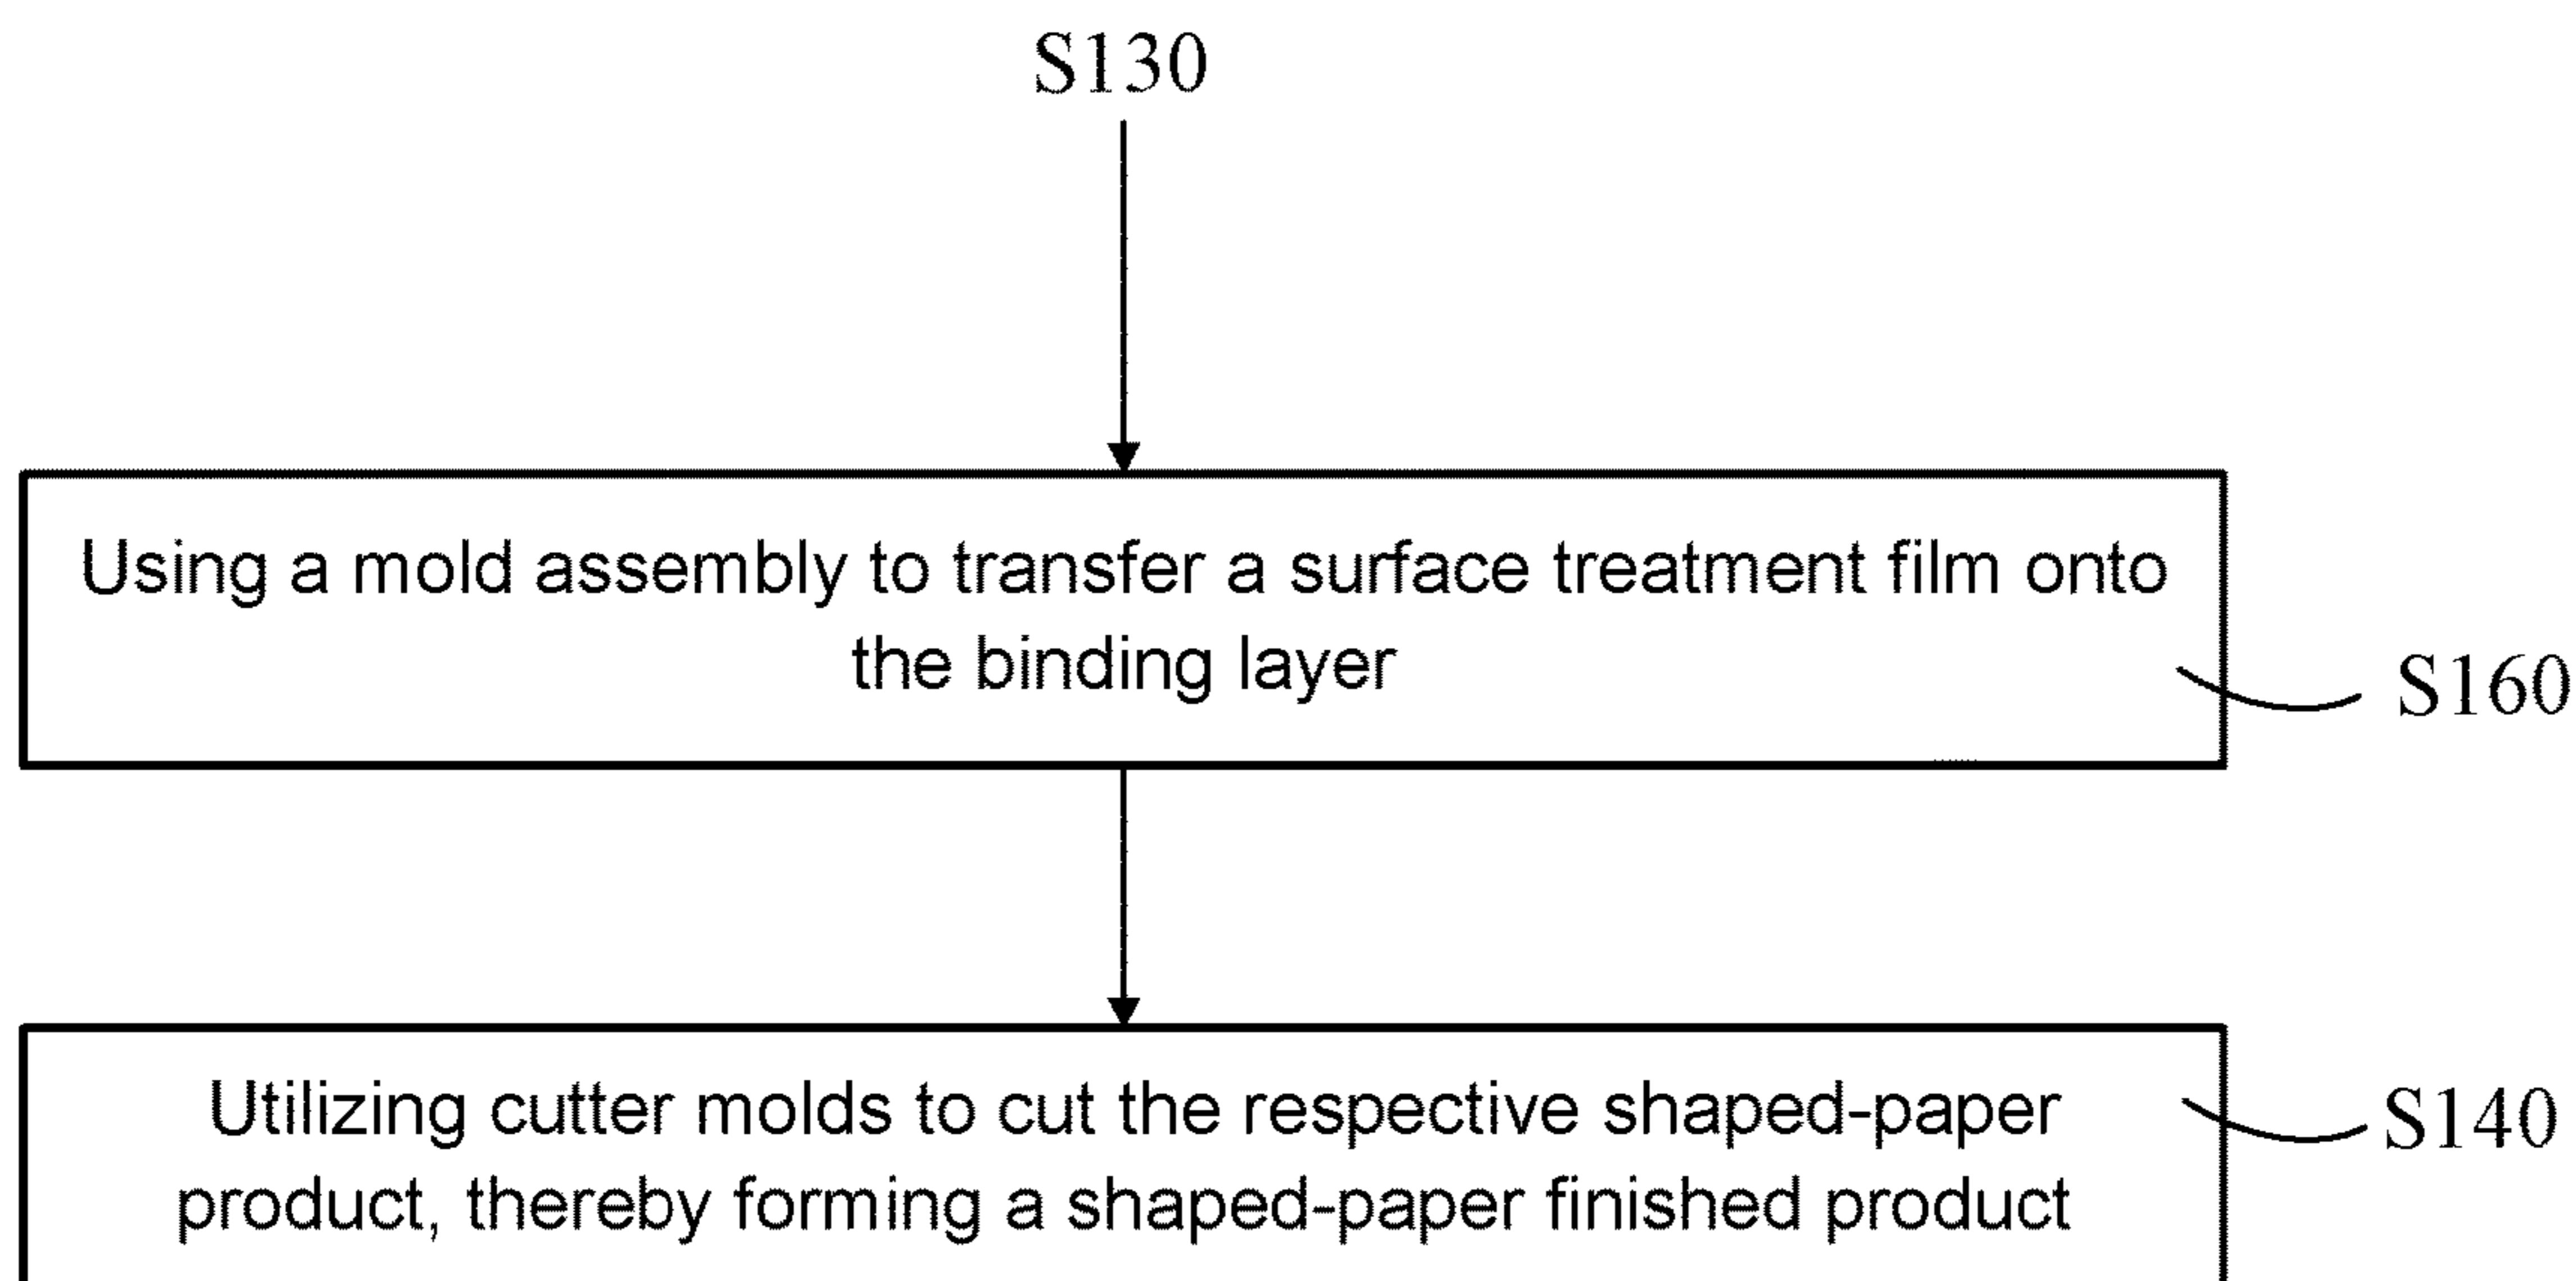 S130
Using a mold assembly to transfer a surface treatment film onto
the binding layer
S160
Utilizing cutter molds to cut the respective shaped-paper
product, thereby forming a shaped-paper finished product
S140